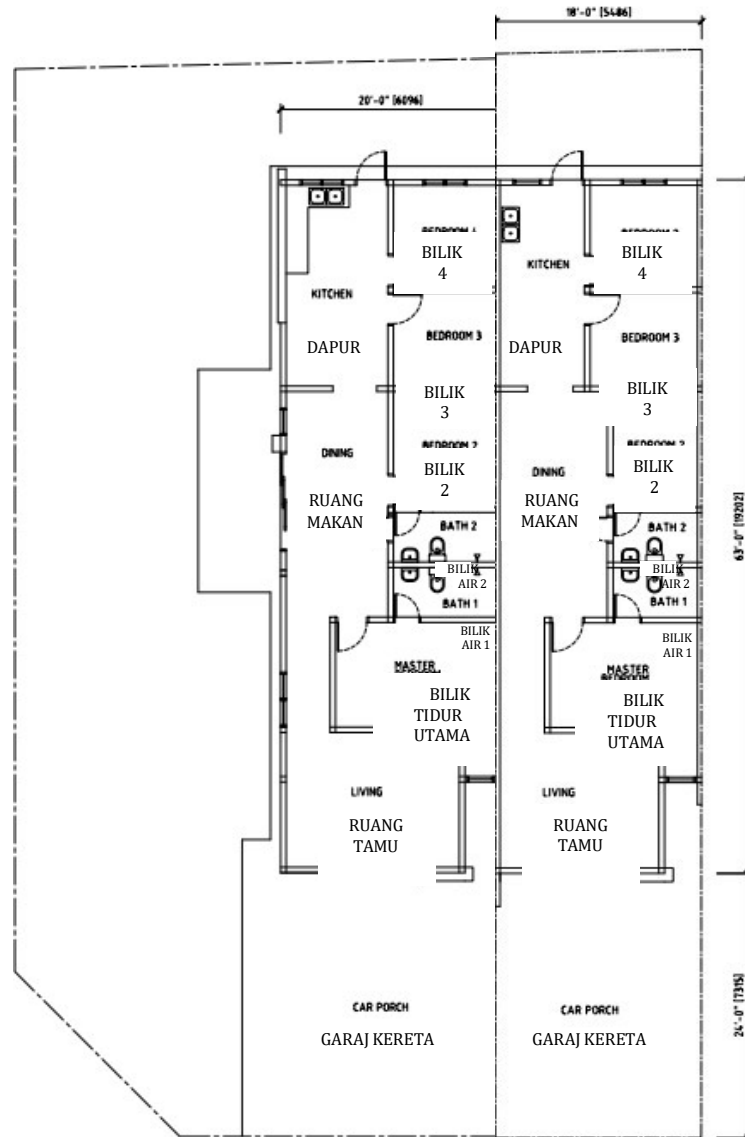 18'-0" [5486]
20'-0" [6096]
BILIK
4
BILIK
4
KITCHEN
KITCHEN
BEDROOM 3
BEDROOM 3
DAPUR
DAPUR
BILIK
3
BILIK
3
BEDROOM 2
DINING
DINING
BILIK
2
BILIK
2
RUANG
MAKAN
RUANG
MAKAN
BATH 2
BATH 2
BILIK
AIR 2
BILIK
AIR 2
BATH 1
BATH 1
BILIK
AIR 1
BILIK
AIR 1
MASTER
MASTER
BEDROOM
BILIK
TIDUR
UTAMA
BILIK
TIDUR
UTAMA
LIVING
LIVING
RUANG
TAMU
RUANG
TAMU
63'-0" [19202]
CAR PORCH
CAR PORCH
GARAJ KERETA
GARAJ KERETA
24'-0" [7315]